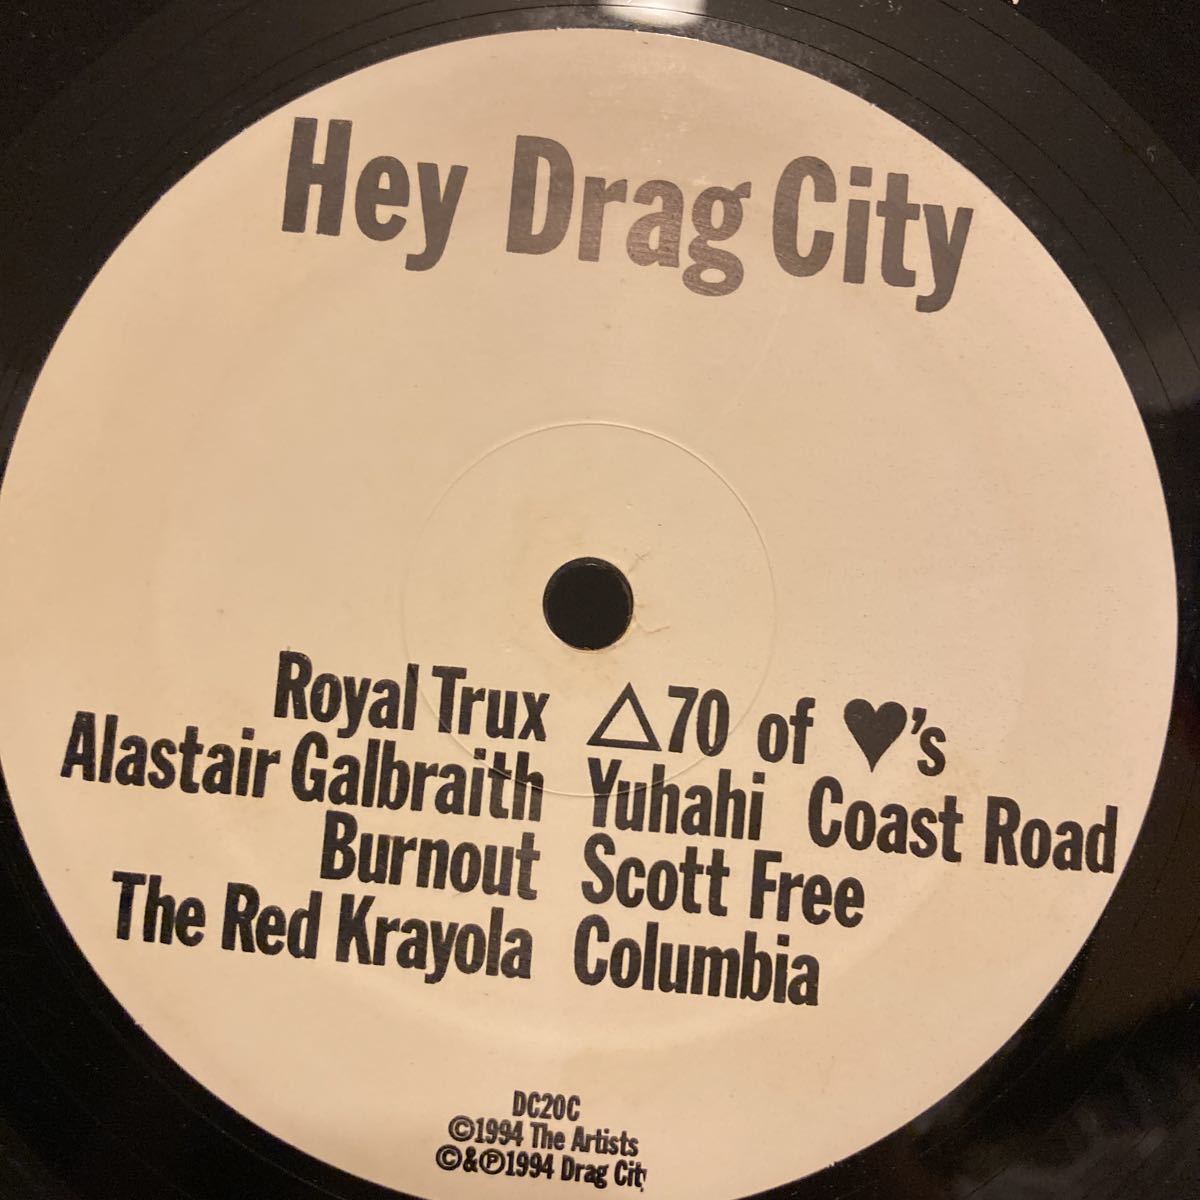 Hey Drag City
Royal Trux △70 of ♥'s
Alastair Galbraith Yuhahi Coast Road
Burnout Scott Free
The Red Krayola Columbia
DC20C
©1994 The Artists
©&℗1994 Drag City